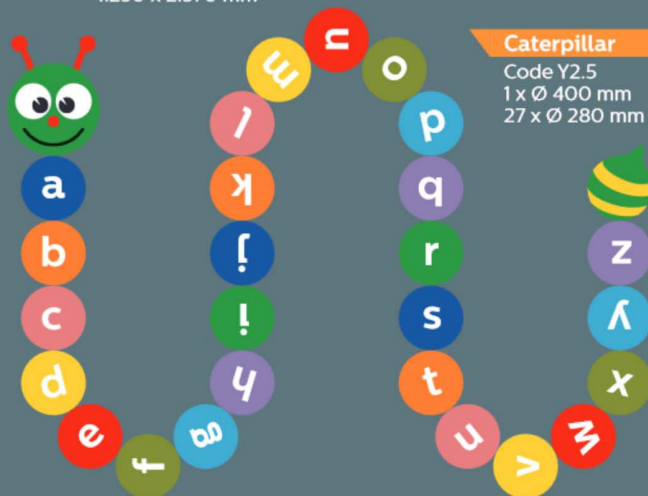 Caterpillar
Code Y2.5
1 x Ø 400 mm
27 x Ø 280 mm
a
b
c
d
e
f
g
h
i
j
k
l
m
n
o
p
q
r
s
t
u
v
w
x
y
z